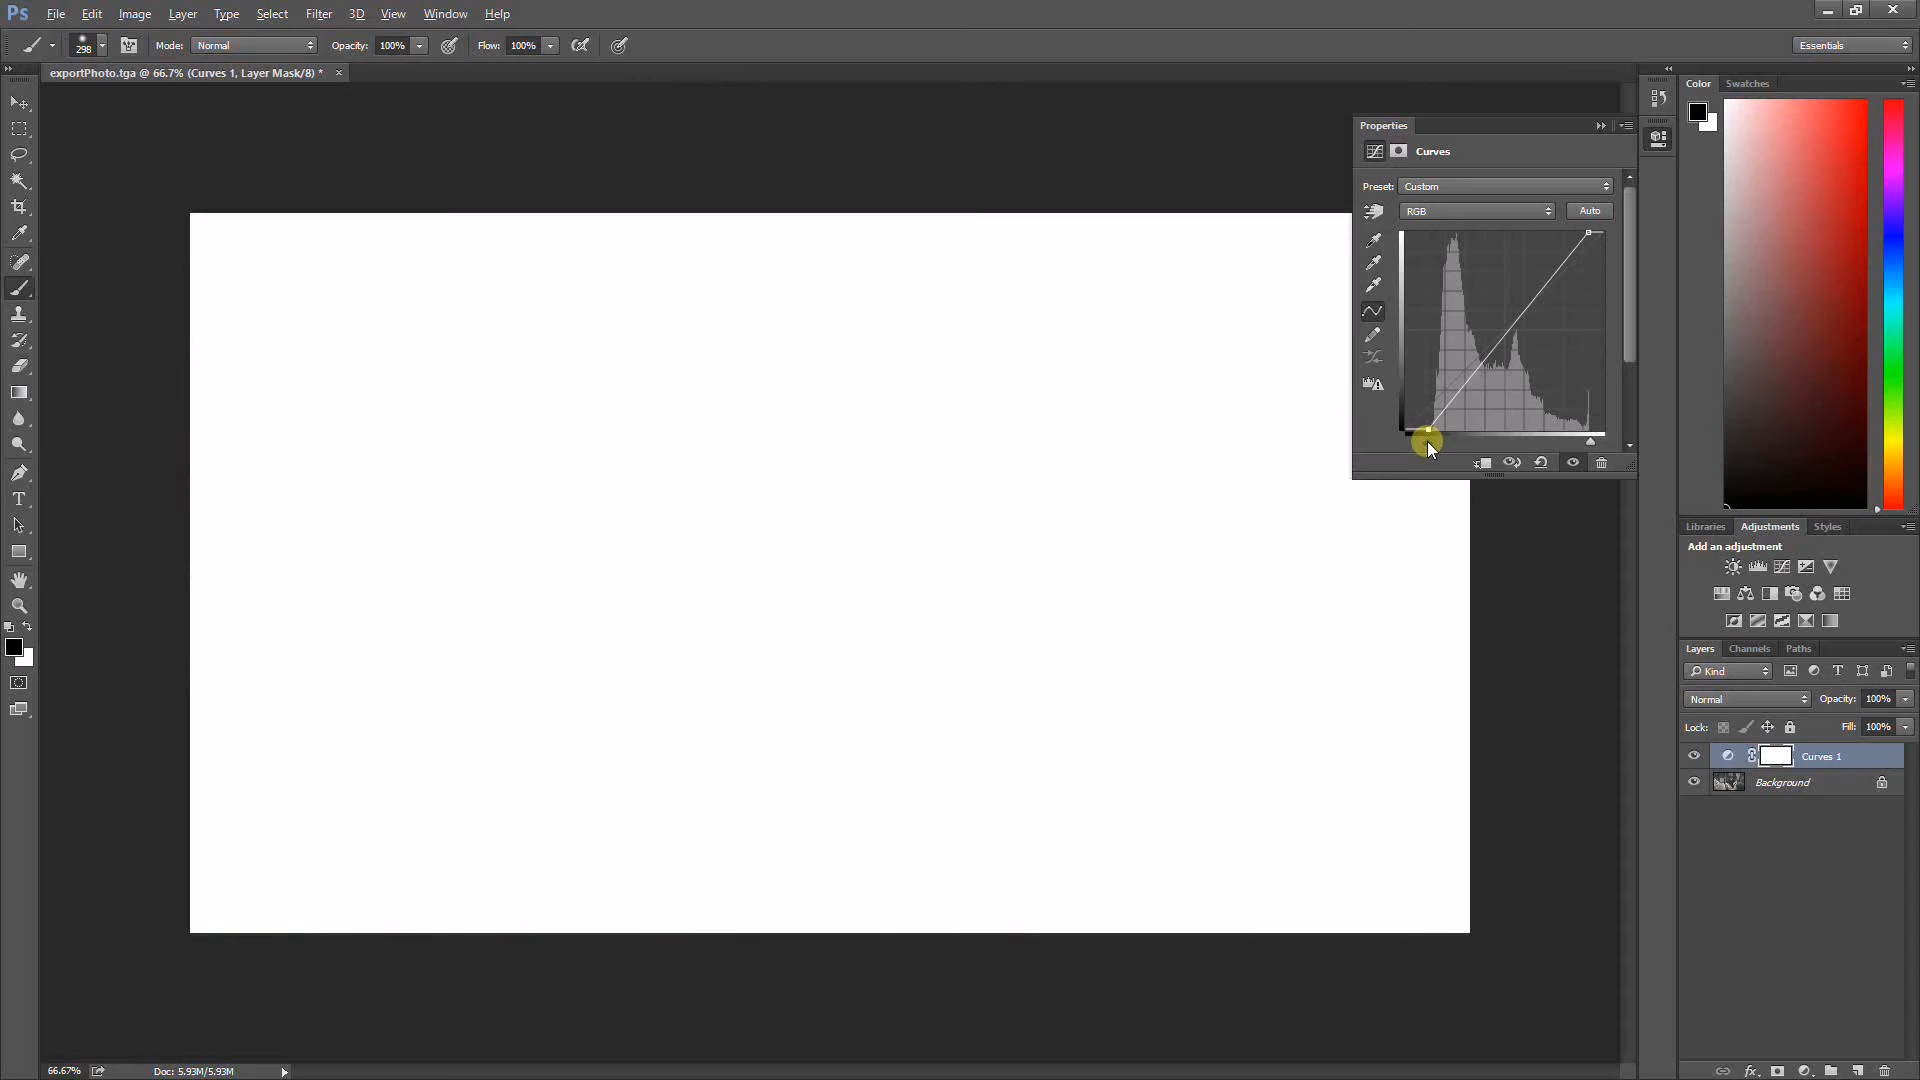 Ps File Edit Image Layer Type Select Filter 3D View Window Help
298 Mode: Normal Opacity: 100% Flow: 100% Essentials
exportPhoto.tga @ 66.7% (Curves 1, Layer Mask/8) * ×
Properties
Curves
Preset: Custom
RGB Auto
Color Swatches
Libraries Adjustments Styles
Add an adjustment
Layers Channels Paths
Kind T
Normal Opacity: 100%
Lock: Fill: 100%
Curves 1
Background
fx
66.67% Doc: 5.93M/5.93M